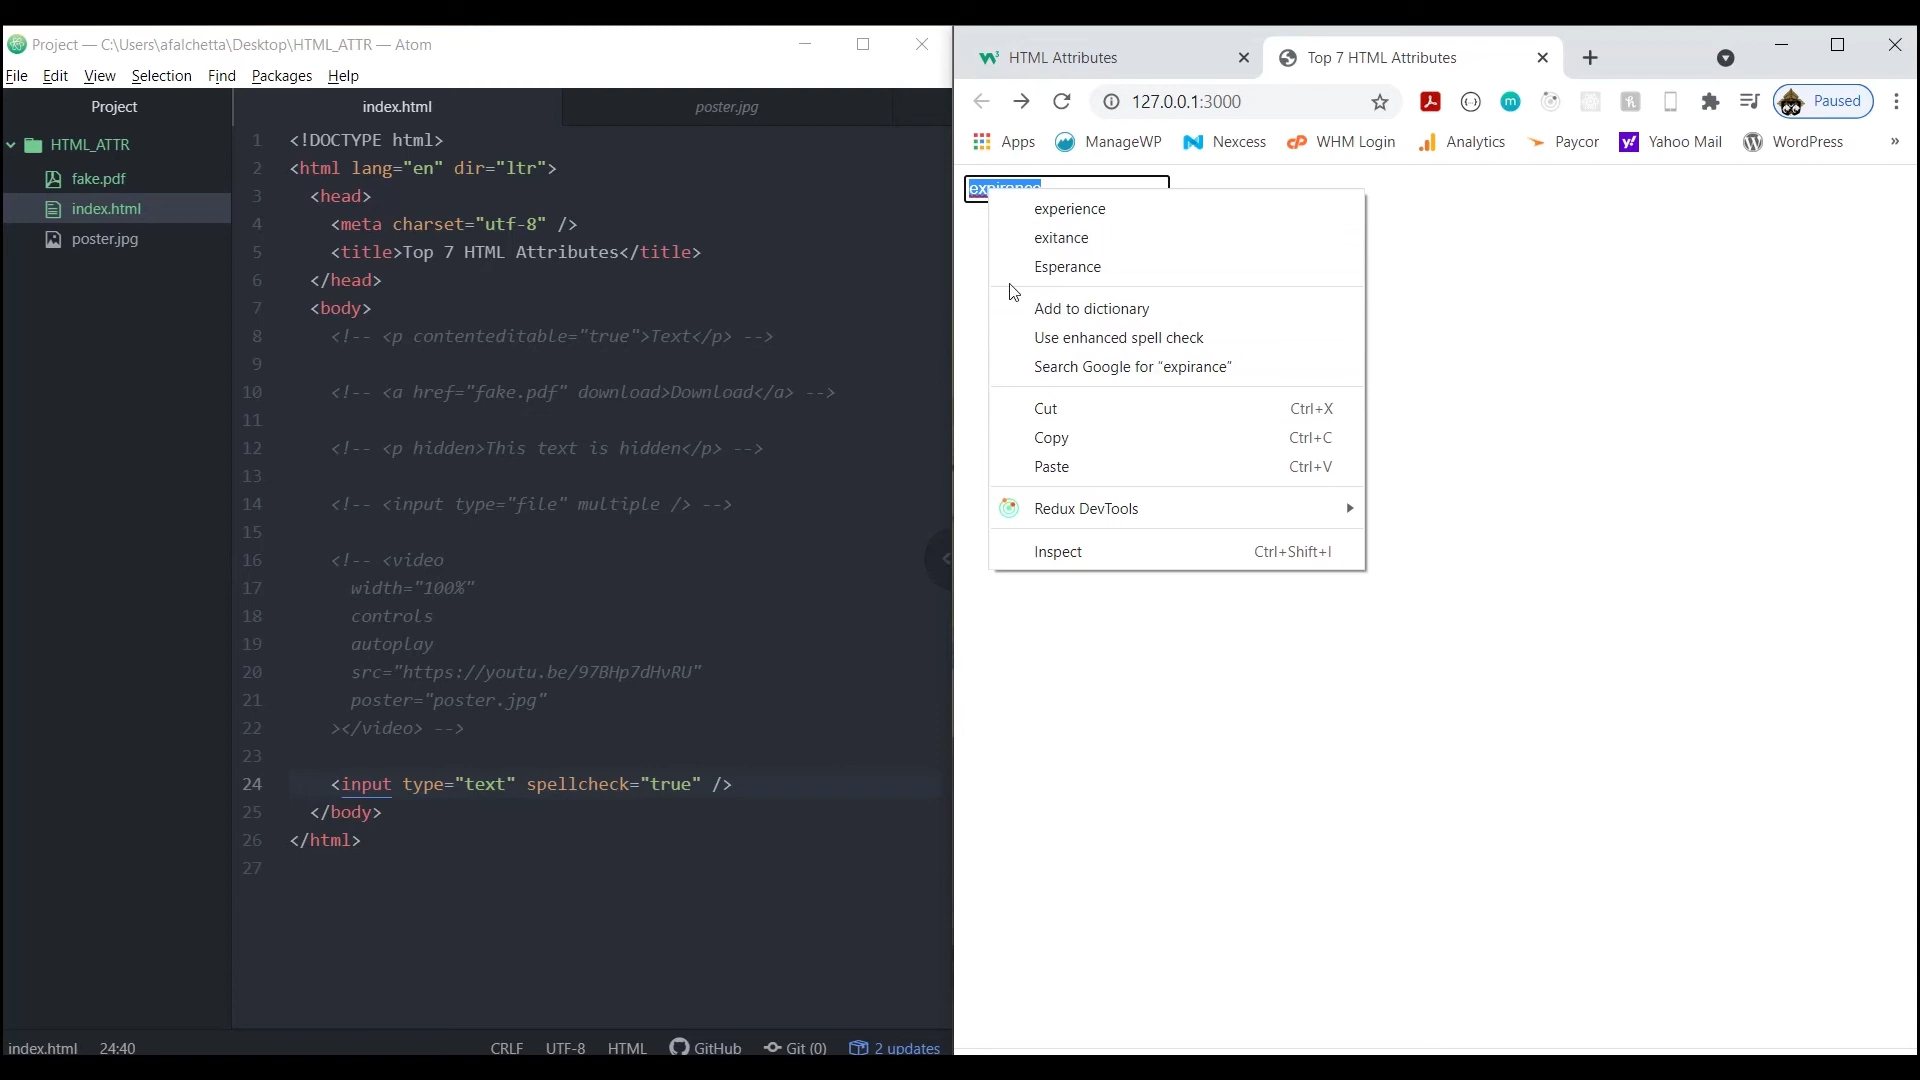 Project — C:\Users\afalchetta\Desktop\HTML_ATTR — Atom
File Edit View Selection Find Packages Help
Project
HTML_ATTR
fake.pdf
index.html
poster.jpg
index.html
poster.jpg
1 <!DOCTYPE html>
2 <html lang="en" dir="ltr">
3 <head>
4 <meta charset="utf-8" />
5 <title>Top 7 HTML Attributes</title>
6 </head>
7 <body>
8 <!-- <p contenteditable="true">Text</p> -->
9
10 <!-- <a href="fake.pdf" download>Download</a> -->
11
12 <!-- <p hidden>This text is hidden</p> -->
13
14 <!-- <input type="file" multiple /> -->
15
16 <!-- <video
17 width="100%"
18 controls
19 autoplay
20 src="https://youtu.be/97BHp7dHvRU"
21 poster="poster.jpg"
22 ></video> -->
23
24 <input type="text" spellcheck="true" />
25 </body>
26 </html>
27
index.html 24:40 CRLF UTF-8 HTML GitHub Git (0) 2 updates
HTML Attributes
Top 7 HTML Attributes
127.0.0.1:3000
Paused
Apps ManageWP Nexcess WHM Login Analytics Paycor Yahoo Mail WordPress »
expirance
experience
exitance
Esperance
Add to dictionary
Use enhanced spell check
Search Google for “expirance”
Cut Ctrl+X
Copy Ctrl+C
Paste Ctrl+V
Redux DevTools
Inspect Ctrl+Shift+I